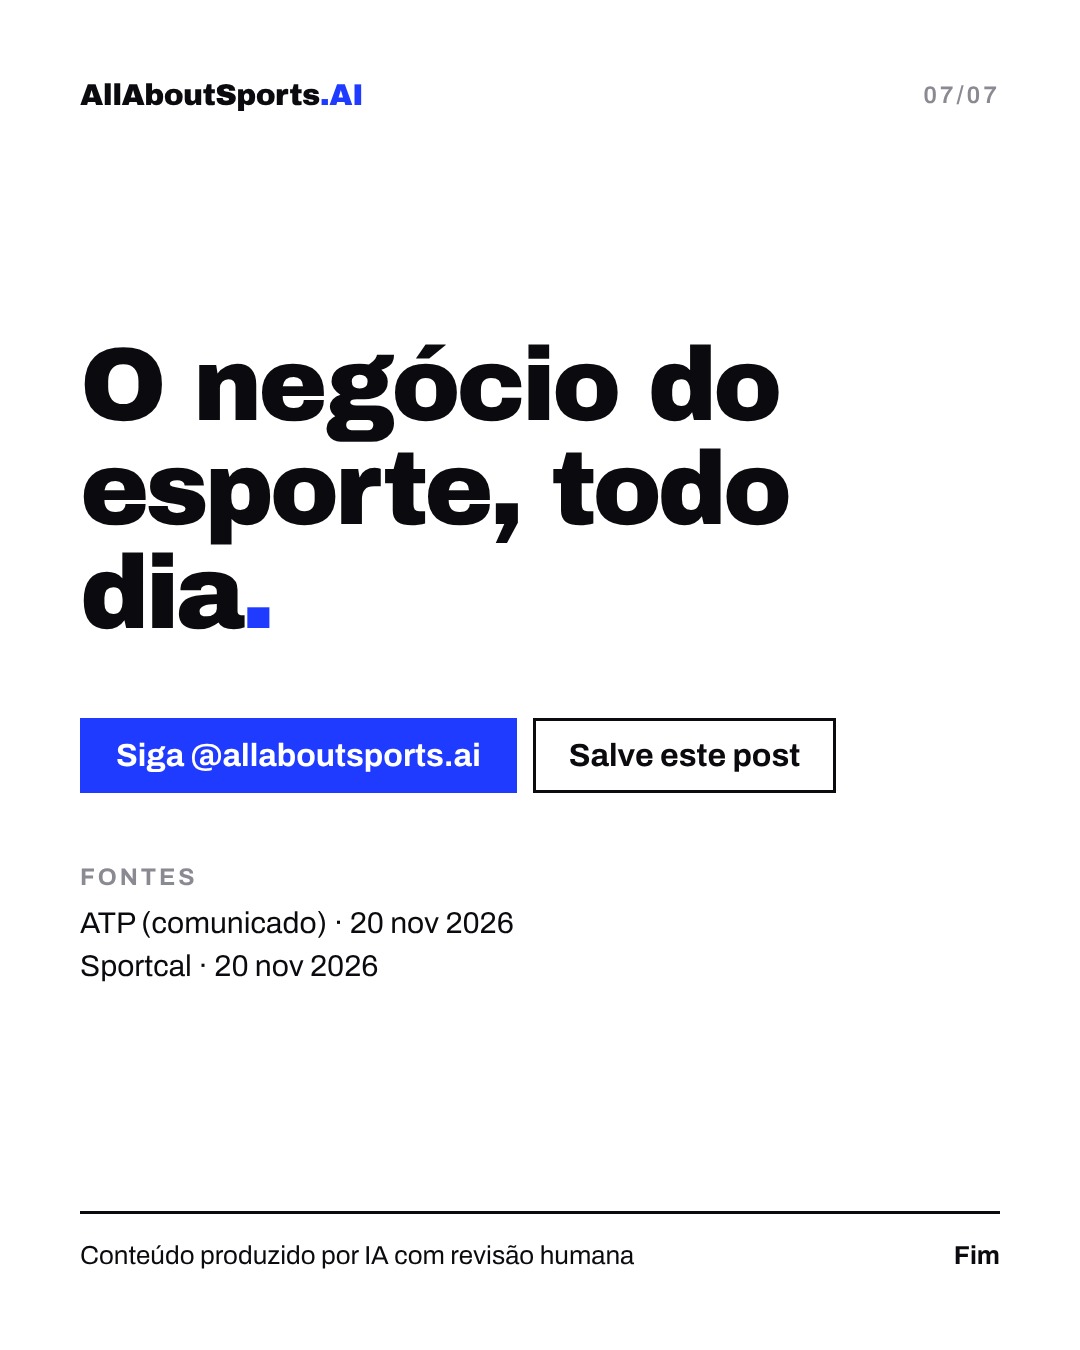 AllAboutSports.AI
07/07
O negócio do
esporte, todo
dia.
Siga @allaboutsports.ai
Salve este post
FONTES
ATP (comunicado) · 20 nov 2026
Sportcal · 20 nov 2026
Conteúdo produzido por IA com revisão humana
Fim